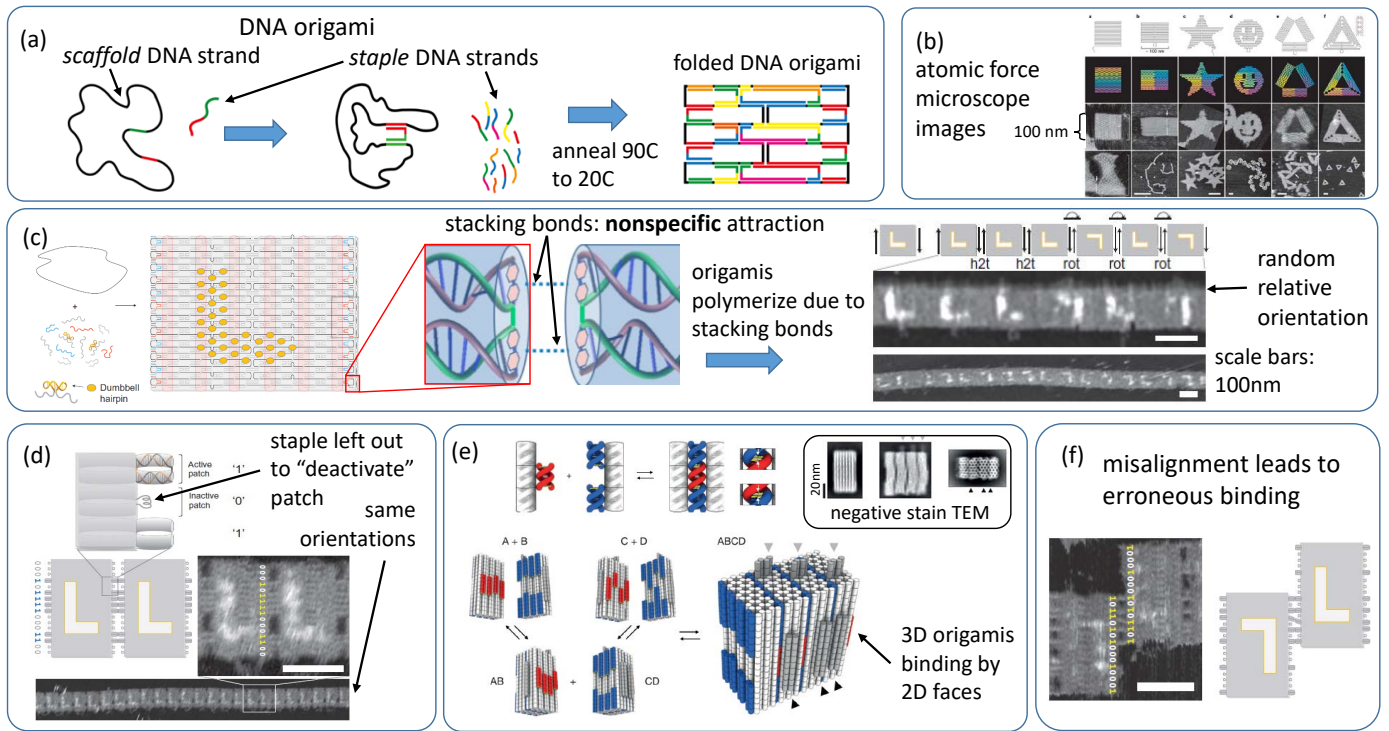 (a)
DNA origami
scaffold DNA strand
staple DNA strands
folded DNA origami
anneal 90C
to 20C
(b)
atomic force
microscope
images
100 nm
a
b
c
d
e
f
~ 100 nm
(c)
+
Dumbbell
hairpin
stacking bonds: nonspecific attraction
origamis
polymerize due to
stacking bonds
h2t
h2t
rot
rot
rot
random
relative
orientation
scale bars:
100nm
(d)
staple left out
to “deactivate”
patch
Active
patch
'1'
Inactive
patch
'0'
'1'
same
orientations
(e)
+
20nm
negative stain TEM
A + B
C + D
ABCD
AB
+
CD
3D origamis
binding by
2D faces
(f)
misalignment leads to
erroneous binding